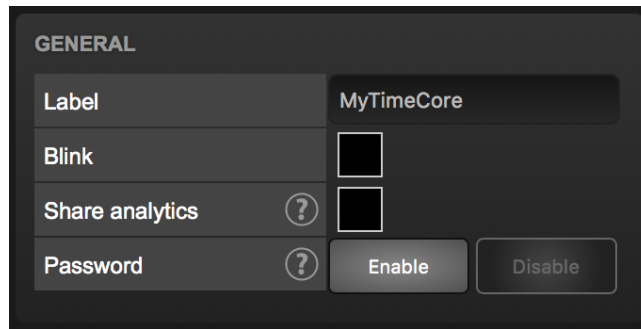 GENERAL
Label MyTimeCore
Blink
Share analytics ?
Password ? Enable Disable